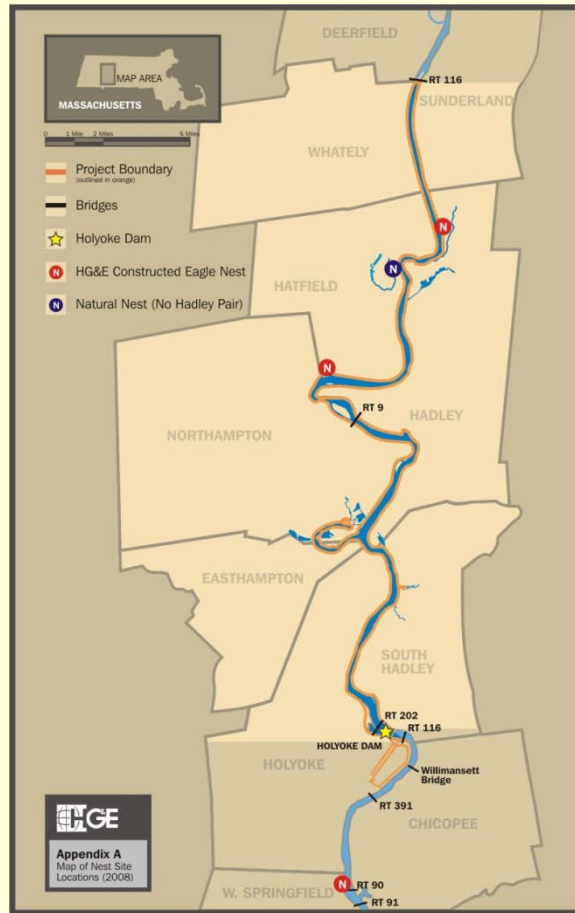 DEERFIELD
RT 116
SUNDERLAND
MAP AREA
MASSACHUSETTS
0 1 Mile 2 Miles 5 Miles
WHATELY
Project Boundary
(outlined in orange)
Bridges
Holyoke Dam
N HG&E Constructed Eagle Nest
N Natural Nest (No Hadley Pair)
N
N
HATFIELD
N
RT 9
HADLEY
NORTHAMPTON
EASTHAMPTON
SOUTH
HADLEY
RT 202
RT 116
HOLYOKE DAM
HOLYOKE
Willimansett
Bridge
RT 391
CHICOPEE
HG&E
Appendix A
Map of Nest Site
Locations (2008)
N
RT 90
W. SPRINGFIELD
RT 91